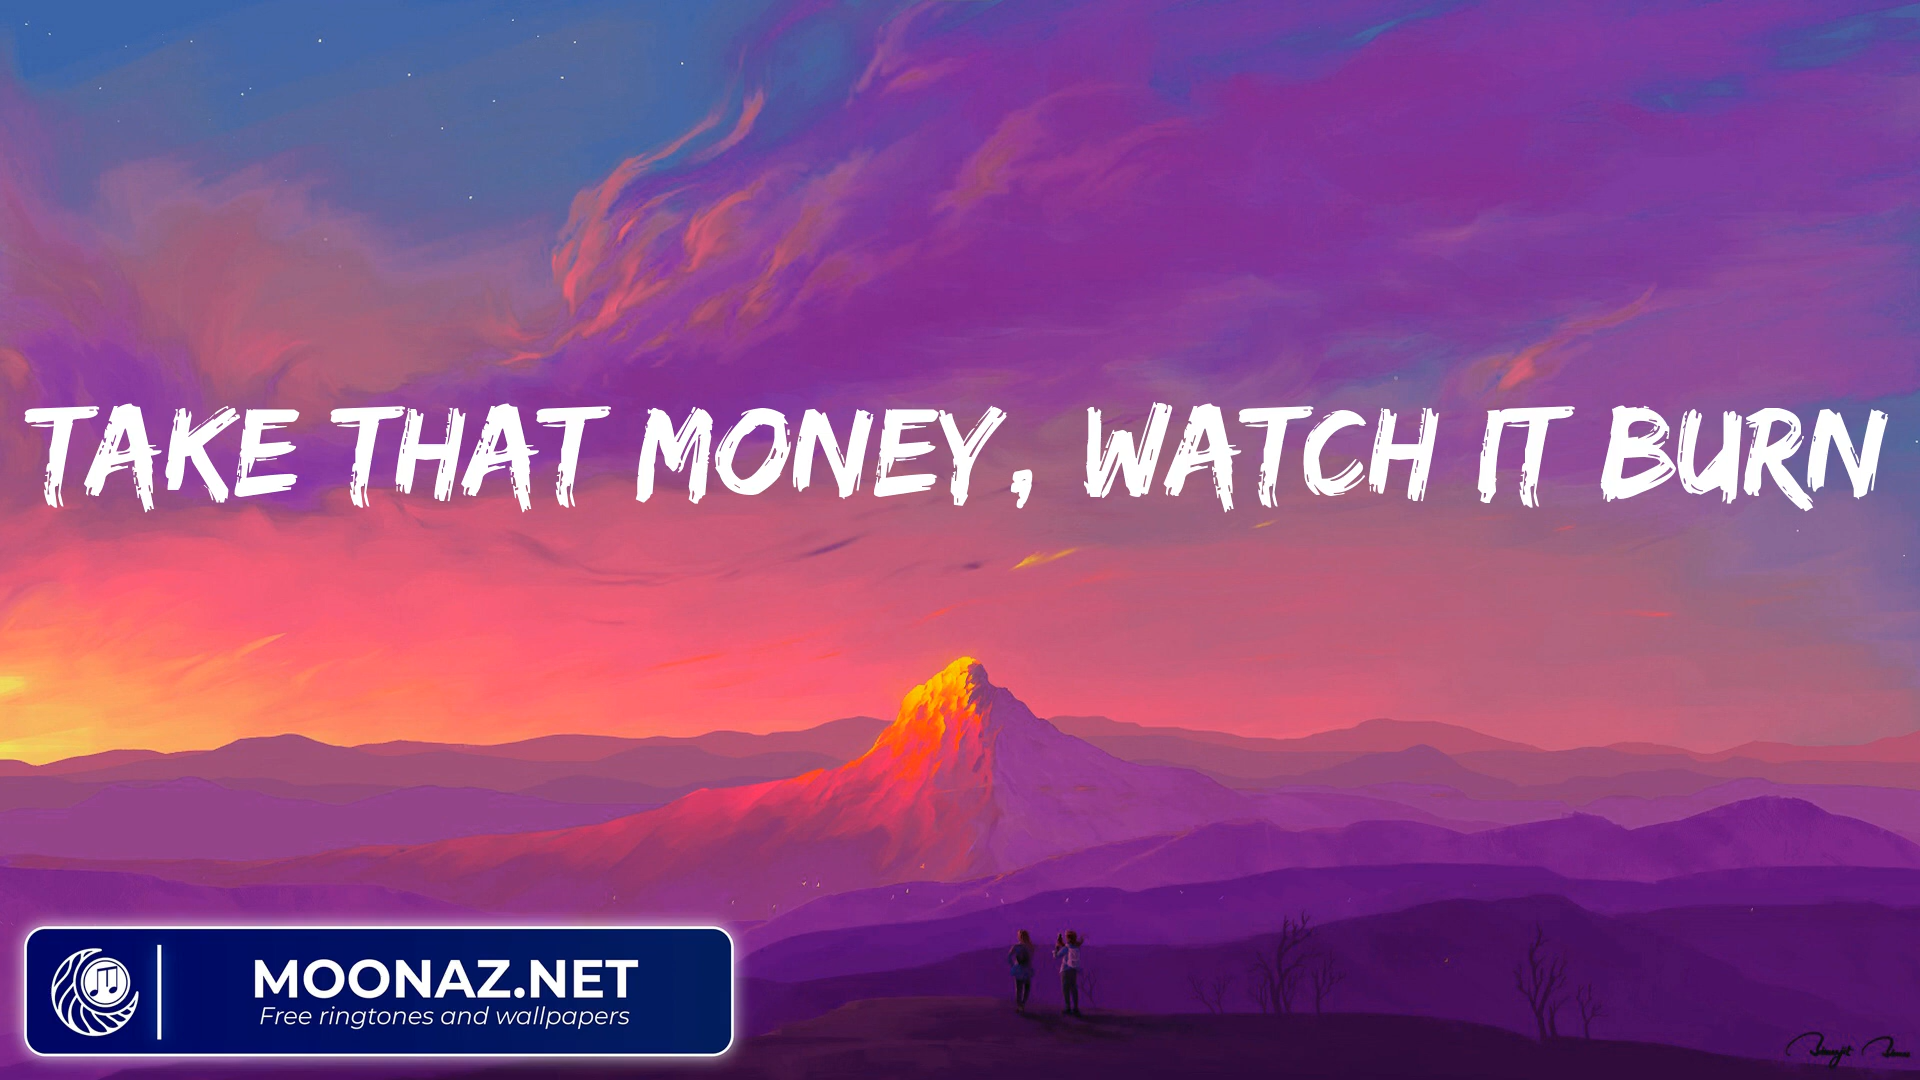 TAKE THAT MONEY, WATCH IT BURN
MOONAZ.NET
Free ringtones and wallpapers